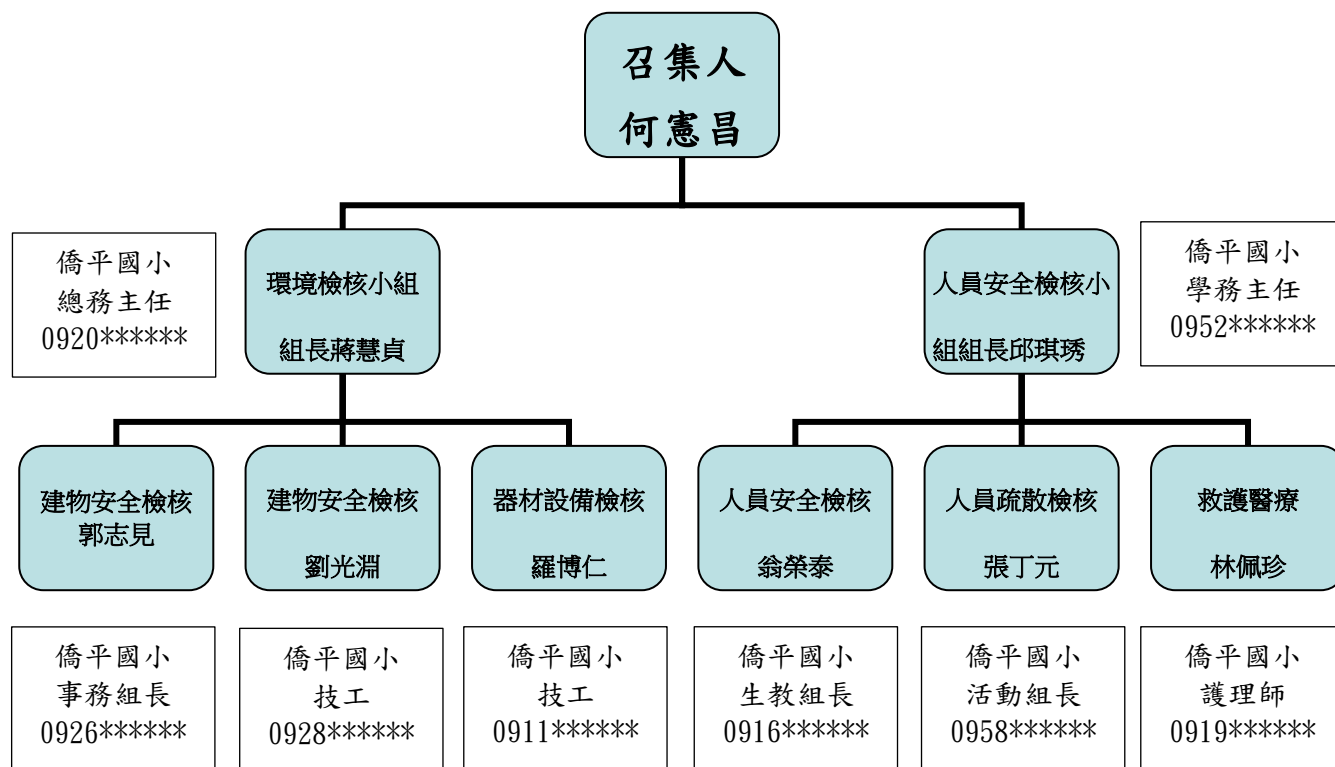 召集人
何憲昌
僑平國小
總務主任
0920******
環境檢核小組
組長蔣慧貞
人員安全檢核小
組組長邱琪琇
僑平國小
學務主任
0952******
建物安全檢核
郭志見
建物安全檢核
劉光淵
器材設備檢核
羅博仁
人員安全檢核
翁榮泰
人員疏散檢核
張丁元
救護醫療
林佩珍
僑平國小
事務組長
0926******
僑平國小
技工
0928******
僑平國小
技工
0911******
僑平國小
生教組長
0916******
僑平國小
活動組長
0958******
僑平國小
護理師
0919******